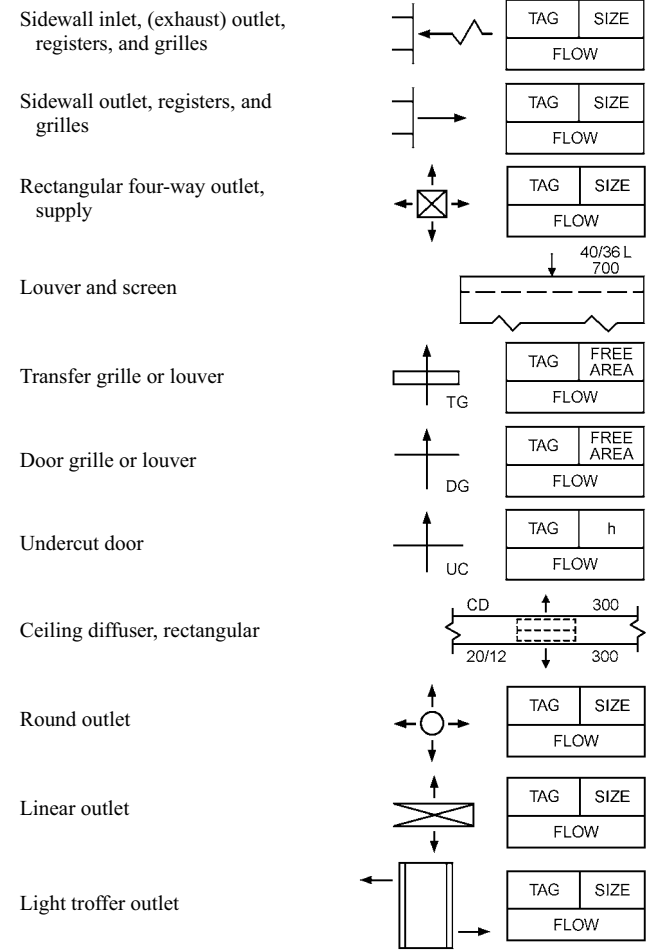 Sidewall inlet, (exhaust) outlet,
registers, and grilles
TAG SIZE
FLOW
Sidewall outlet, registers, and
grilles
TAG SIZE
FLOW
Rectangular four-way outlet,
supply
TAG SIZE
FLOW
Louver and screen
40/36 L
700
Transfer grille or louver
TG
TAG FREE
AREA
FLOW
Door grille or louver
DG
TAG FREE
AREA
FLOW
Undercut door
UC
TAG h
FLOW
Ceiling diffuser, rectangular
CD 300
20/12 300
Round outlet
TAG SIZE
FLOW
Linear outlet
TAG SIZE
FLOW
Light troffer outlet
TAG SIZE
FLOW